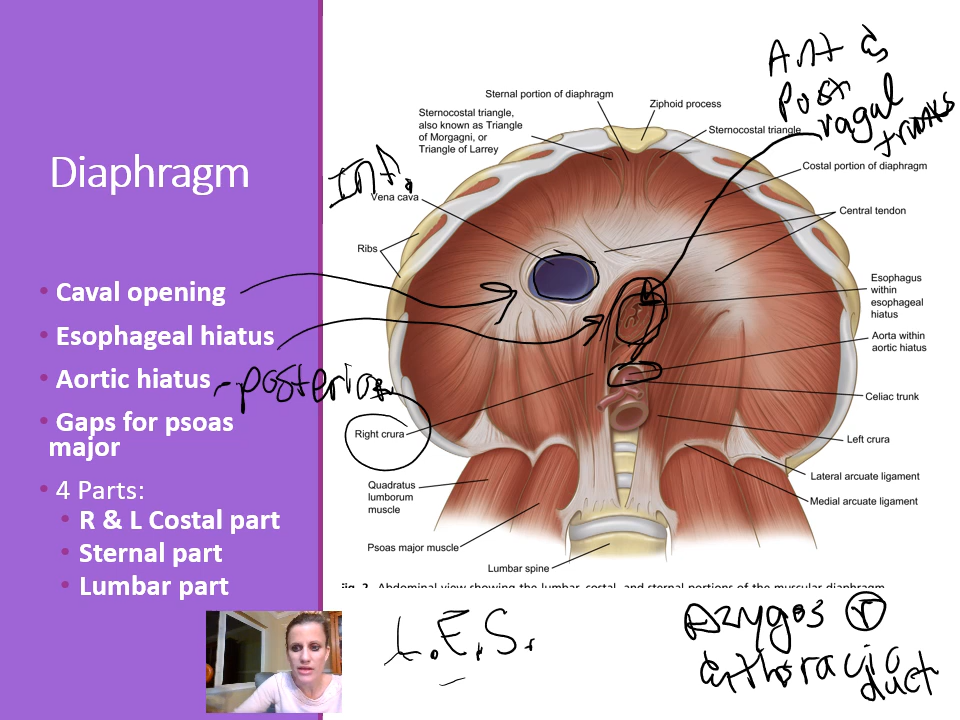 Diaphragm
• Caval opening
• Esophageal hiatus
• Aortic hiatus - posterior
• Gaps for psoas
major
• 4 Parts:
• R & L Costal part
• Sternal part
• Lumbar part
Ant &
Post
vagal
trunks
Inf.
Sternal portion of diaphragm
Ziphoid process
Sternocostal triangle,
also known as Triangle
of Morgagni, or
Triangle of Larrey
Sternocostal triangle
Costal portion of diaphragm
Vena cava
Central tendon
Ribs
Esophagus
within
esophageal
hiatus
Aorta within
aortic hiatus
Celiac trunk
Right crura
Left crura
Lateral arcuate ligament
Quadratus
lumborum
muscle
Medial arcuate ligament
Psoas major muscle
Lumbar spine
Fig. 2 Abdominal view showing the lumbar, costal, and sternal portions of the muscular diaphragm
L.E.S.
Azygos v
& thoracic
duct